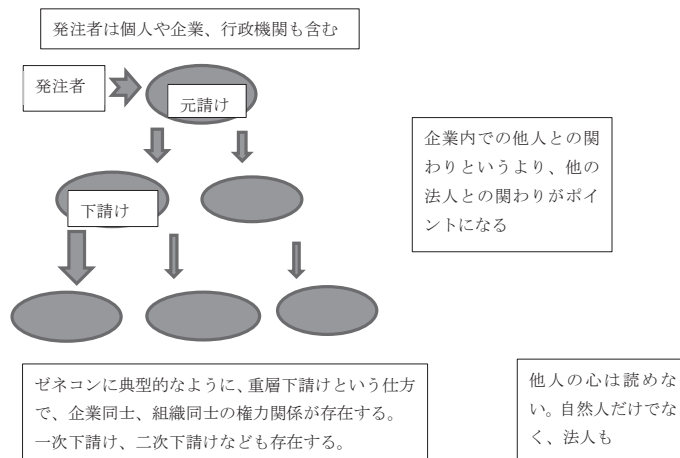 発注者は個人や企業、行政機関も含む
発注者
元請け
企業内での他人との関
わりというより、他の
法人との関わりがポイ
ントになる
下請け
ゼネコンに典型的なように、重層下請けという仕方
で、企業同士、組織同士の権力関係が存在する。
一次下請け、二次下請けなども存在する。
他人の心は読めな
い。自然人だけでな
く、法人も